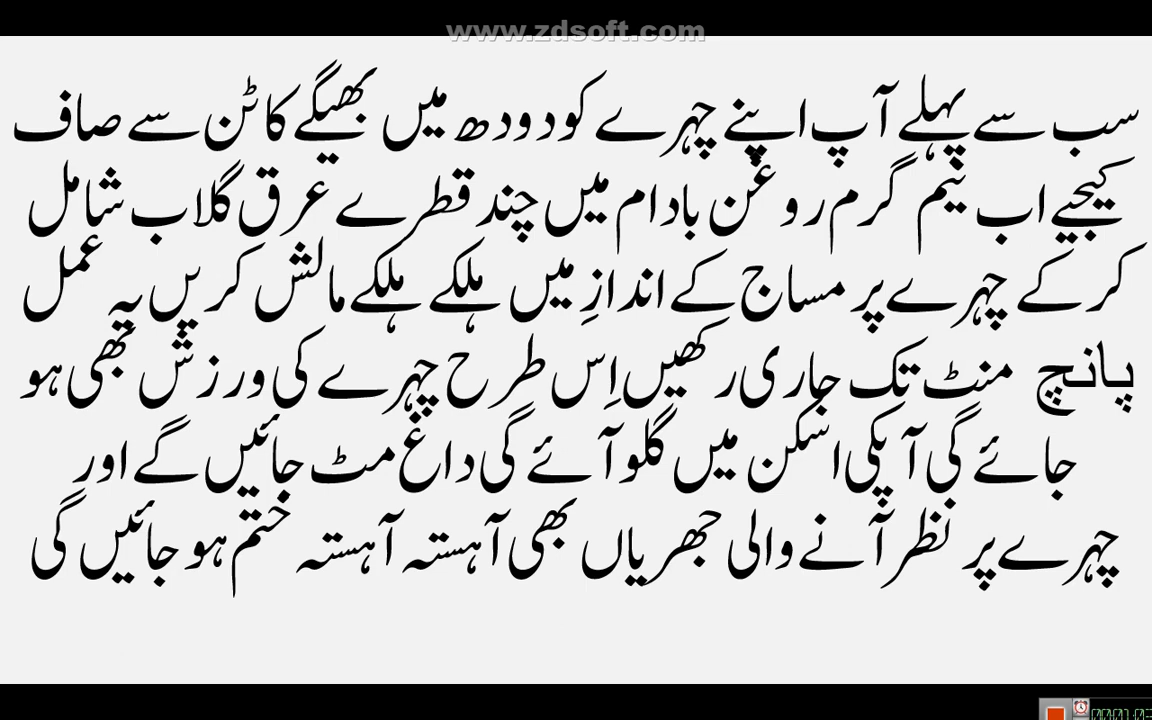 www.zdsoft.com
سب سے پہلے آپ اپنے چہرے کو دودھ میں بھیگے کاٹن سے صاف
کیجیے اب نیم گرم روغن بادام میں چند قطرے عرق گلاب شامل
کر کے چہرے پر مساج کے اندازِ میں ہلکے ہلکے مالش کریں یہ عمل
پانچ منٹ تک جاری رکھیں اِس طرح چہرے کی ورزش بھی ہو
جائے گی آپکی اسکن میں گلو آئے گی داغ مٹ جائیں گے اور
چہرے پر نظر آنے والی جھریاں بھی آہستہ آہستہ ختم ہو جائیں گی